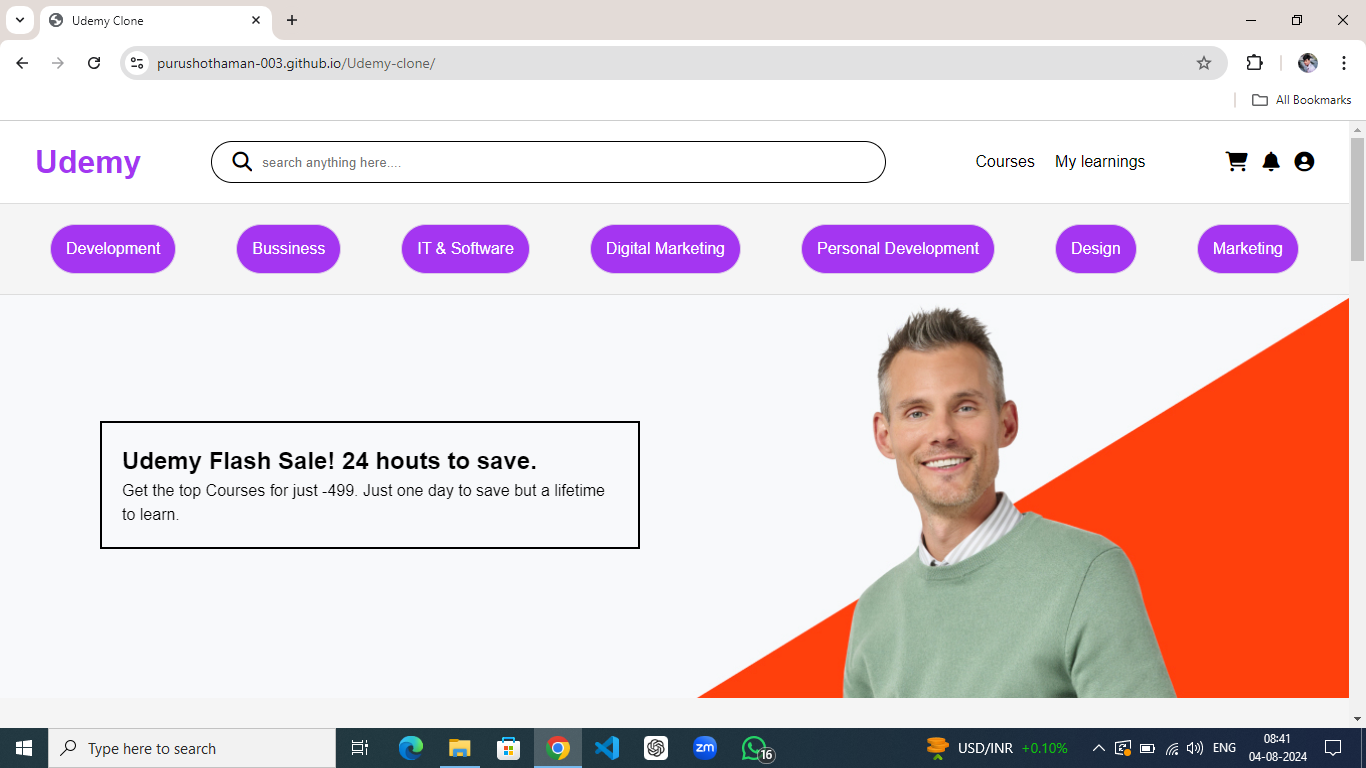 Udemy Clone
purushothaman-003.github.io/Udemy-clone/
All Bookmarks
Udemy
search anything here....
Courses
My learnings
Development
Bussiness
IT & Software
Digital Marketing
Personal Development
Design
Marketing
Udemy Flash Sale! 24 houts to save.
Get the top Courses for just -499. Just one day to save but a lifetime
to learn.
Type here to search
zm
16
USD/INR +0.10%
ENG
08:41
04-08-2024